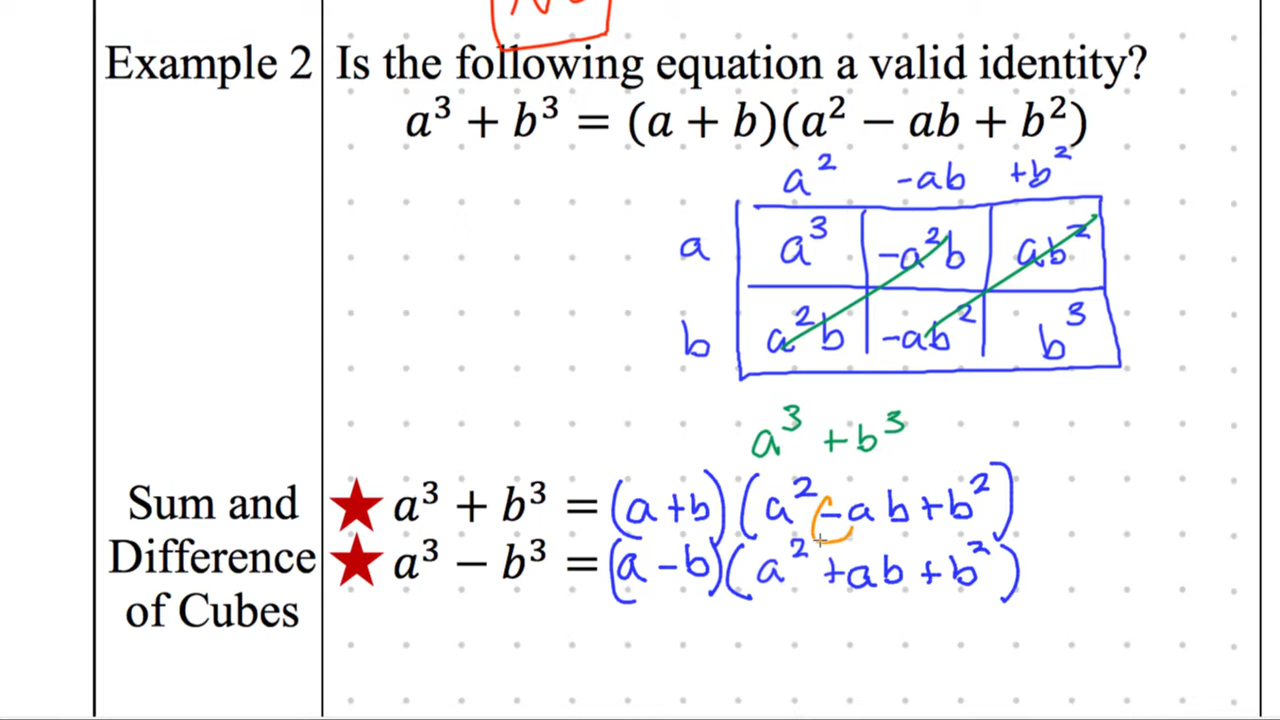 Example 2
Is the following equation a valid identity?
a³ + b³ = (a + b)(a² − ab + b²)
a² -ab +b²
a a³ -a²b ab²
b a²b -ab² b³
a³ +b³
Sum and
Difference
of Cubes
★ a³ + b³ = (a +b)(a² -ab +b²)
★ a³ − b³ = (a -b)(a² +ab +b²)